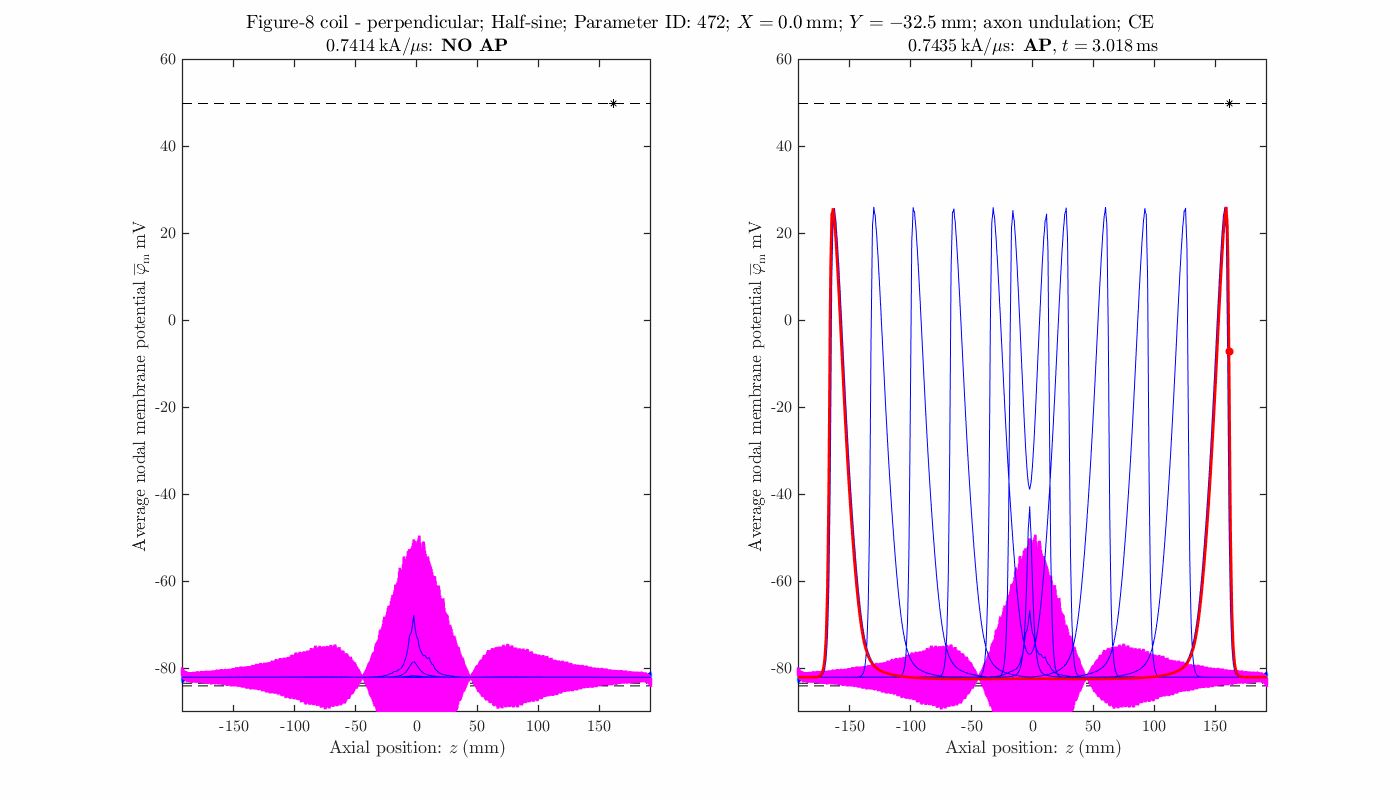 Figure-8 coil - perpendicular; Half-sine; Parameter ID: 472; X = 0.0 mm; Y = −32.5 mm; axon undulation; CE
0.7414 kA/µs: NO AP
60
40
20
0
-20
-40
-60
-80
-150 -100 -50 0 50 100 150
Average nodal membrane potential φ̅m mV
Axial position: z (mm)
0.7435 kA/µs: AP, t = 3.018 ms
60
40
20
0
-20
-40
-60
-80
-150 -100 -50 0 50 100 150
Average nodal membrane potential φ̅m mV
Axial position: z (mm)